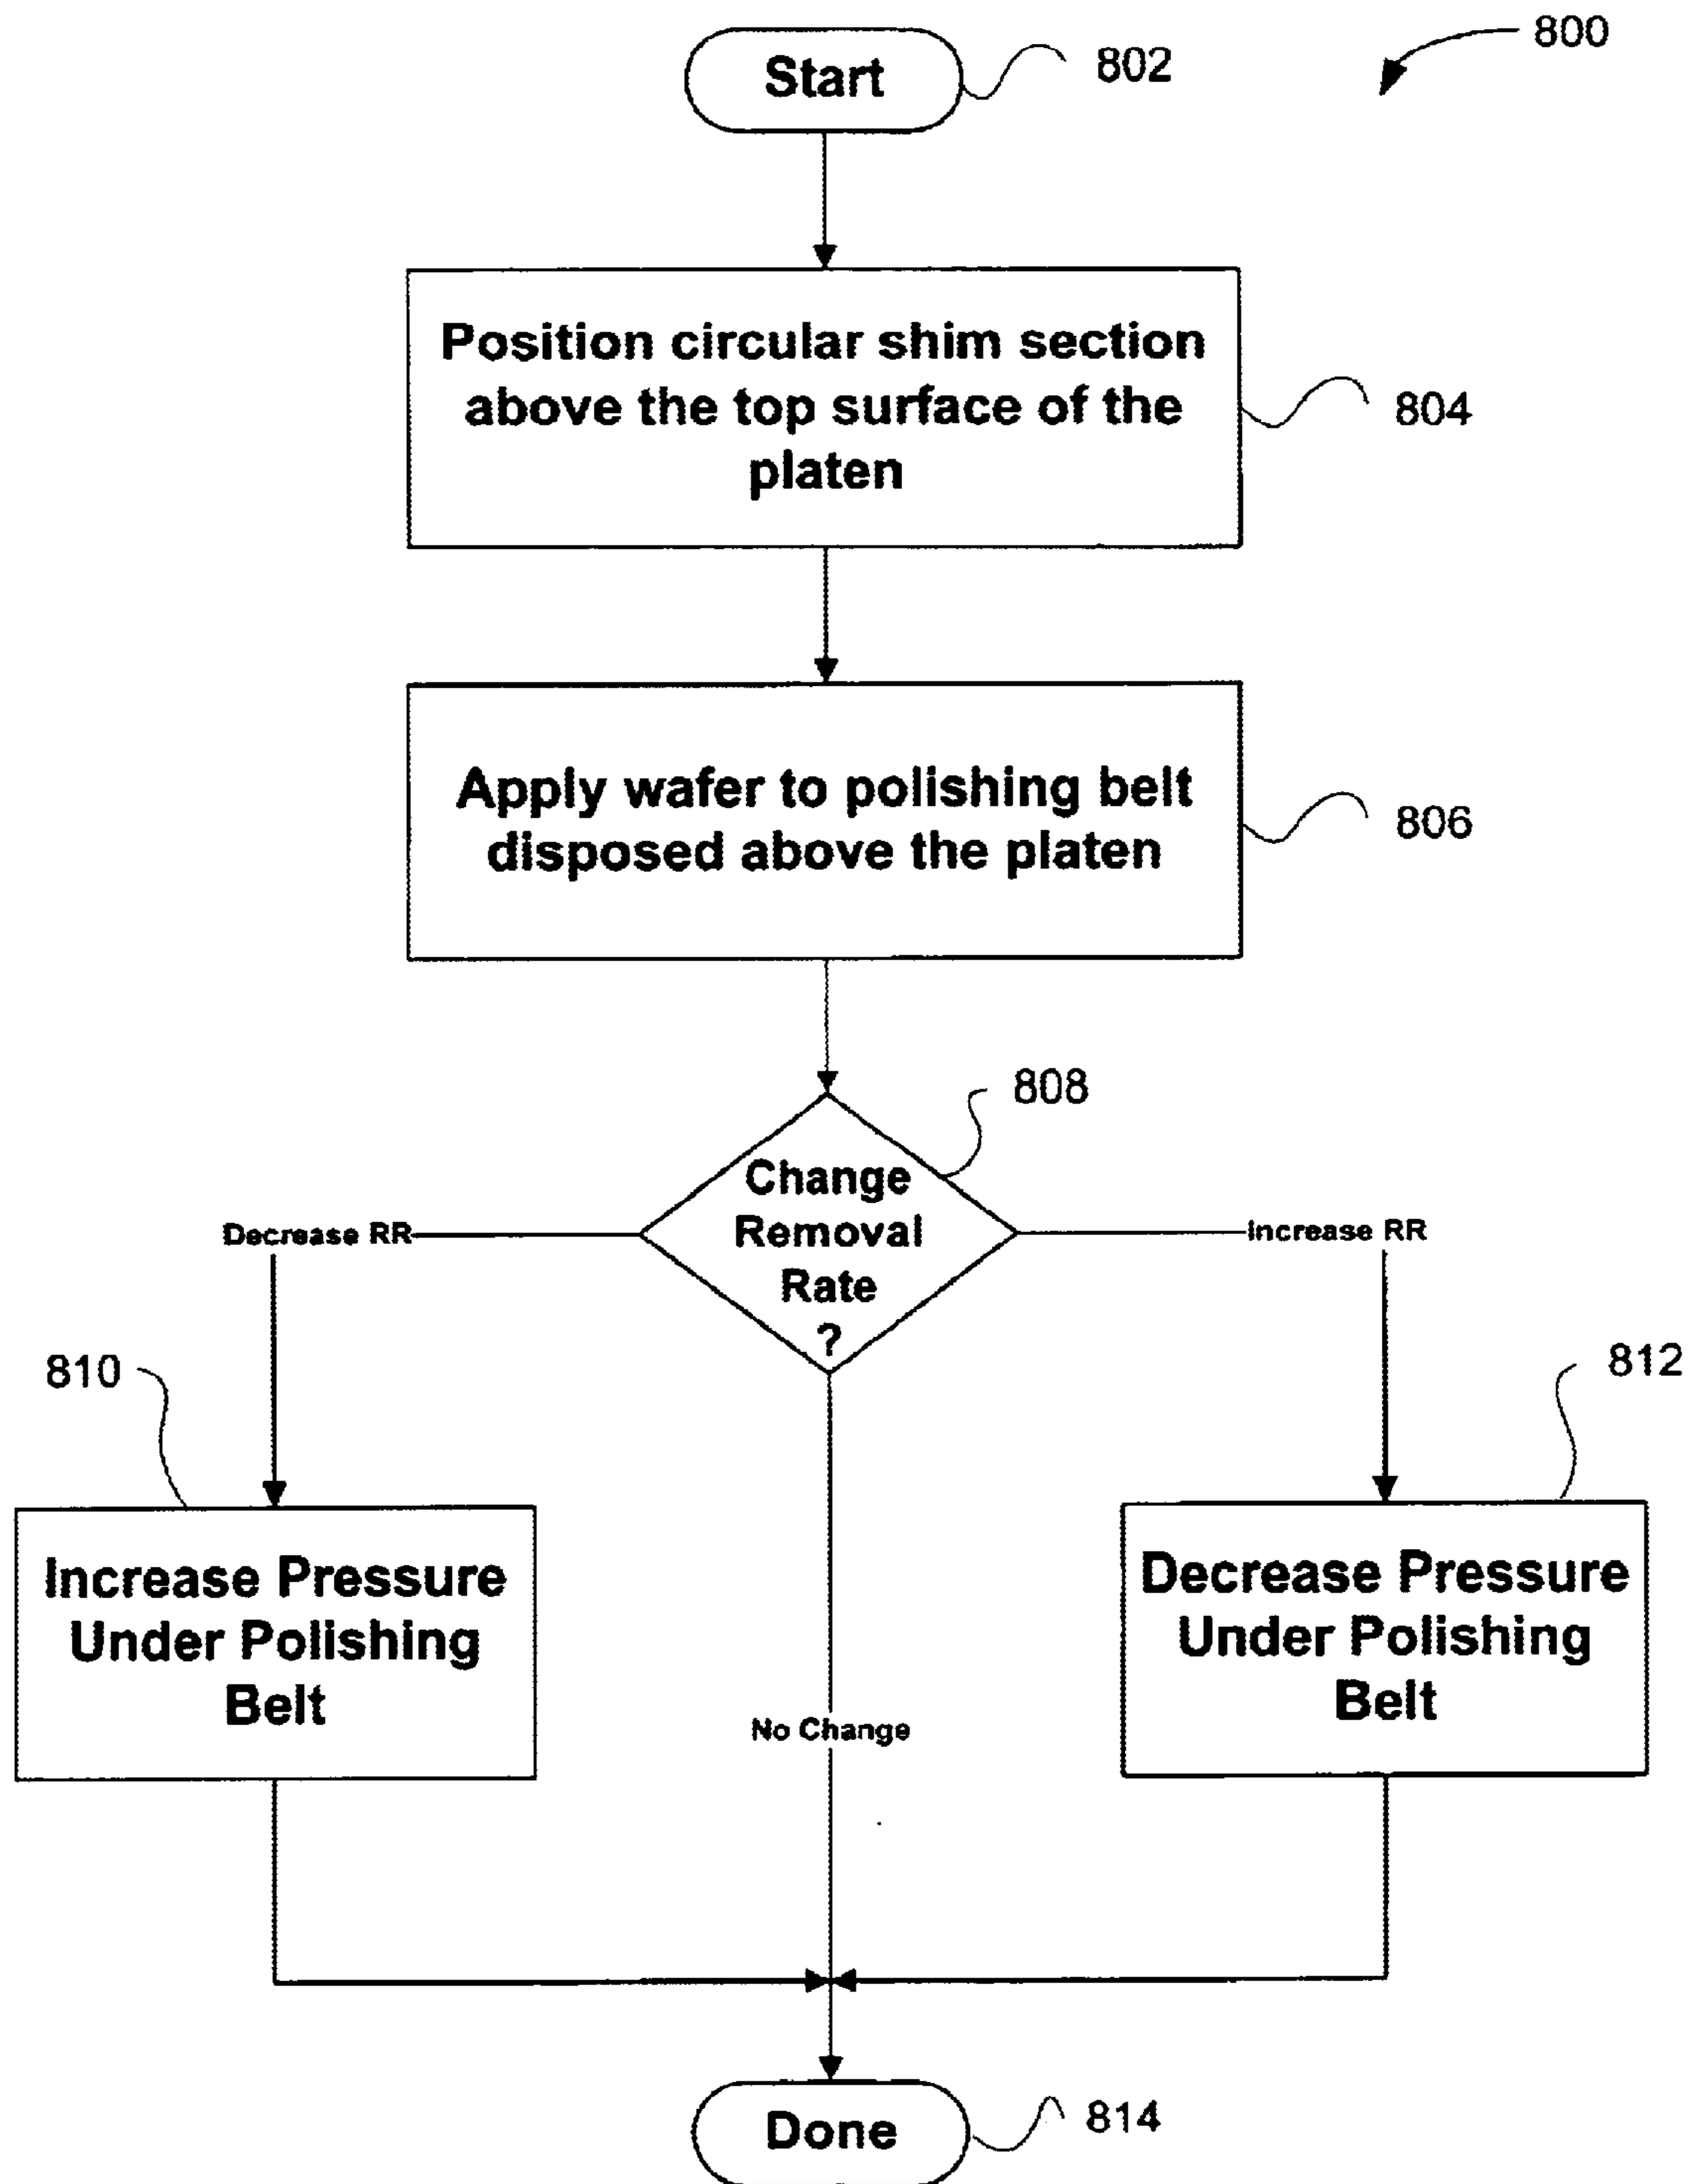 800
Start
802
Position circular shim section
above the top surface of the
platen
804
Apply wafer to polishing belt
disposed above the platen
806
808
Change
Removal
Rate
?
Decrease RR
Increase RR
810
812
Increase Pressure
Under Polishing
Belt
Decrease Pressure
Under Polishing
Belt
No Change
Done
814